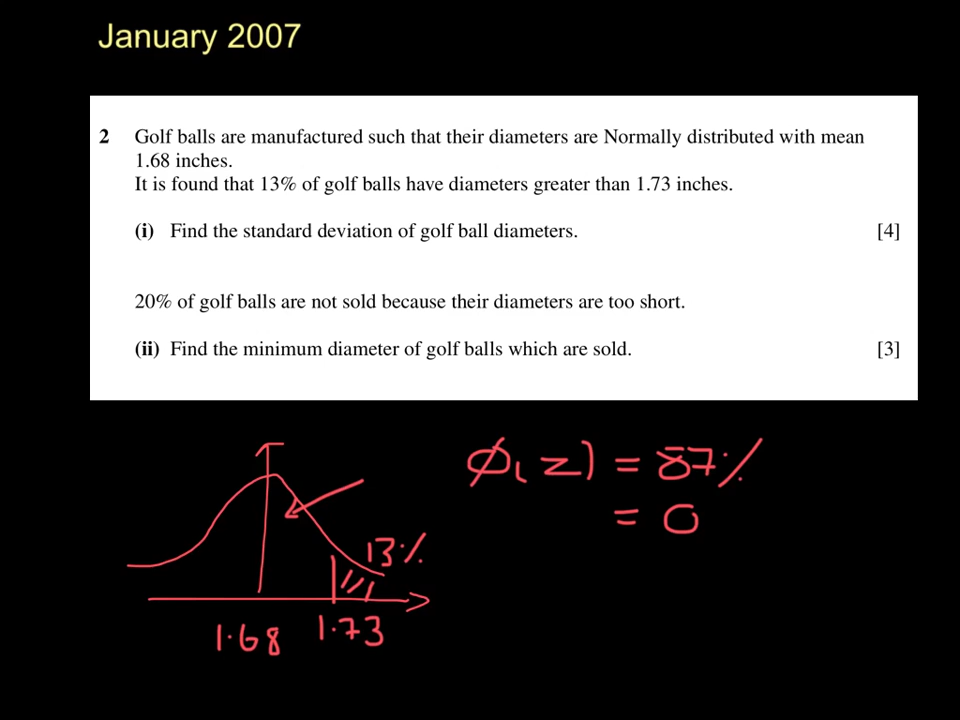 January 2007
2 Golf balls are manufactured such that their diameters are Normally distributed with mean
1.68 inches.
It is found that 13% of golf balls have diameters greater than 1.73 inches.
(i) Find the standard deviation of golf ball diameters. [4]
20% of golf balls are not sold because their diameters are too short.
(ii) Find the minimum diameter of golf balls which are sold. [3]
Ø(z) = 87%
= 0
13%
1.68 1.73